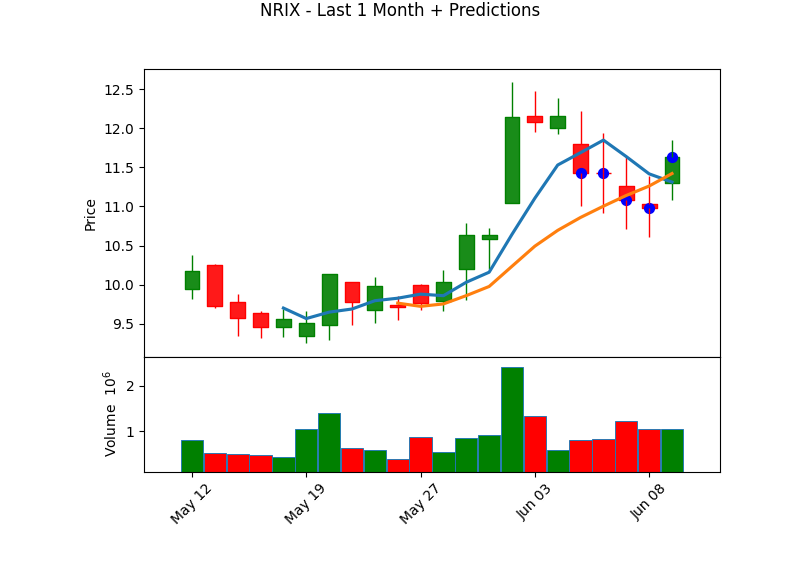 NRIX - Last 1 Month + Predictions
12.5
12.0
11.5
11.0
10.5
10.0
9.5
Price
2
1
Volume 10^6
May 12
May 19
May 27
Jun 03
Jun 08